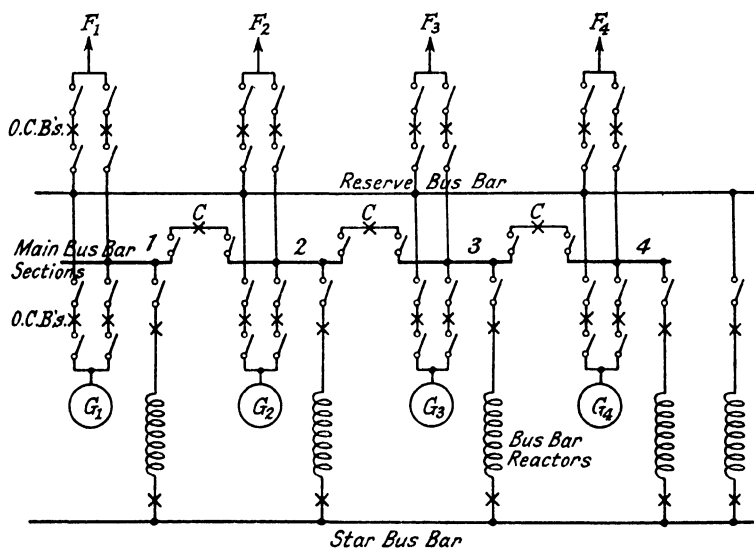 F1 F2 F3 F4
O.C.B's.
Reserve Bus Bar
C C C
1 2 3 4
Main Bus Bar
Sections
O.C.B's.
G1 G2 G3 G4
Bus Bar
Reactors
Star Bus Bar